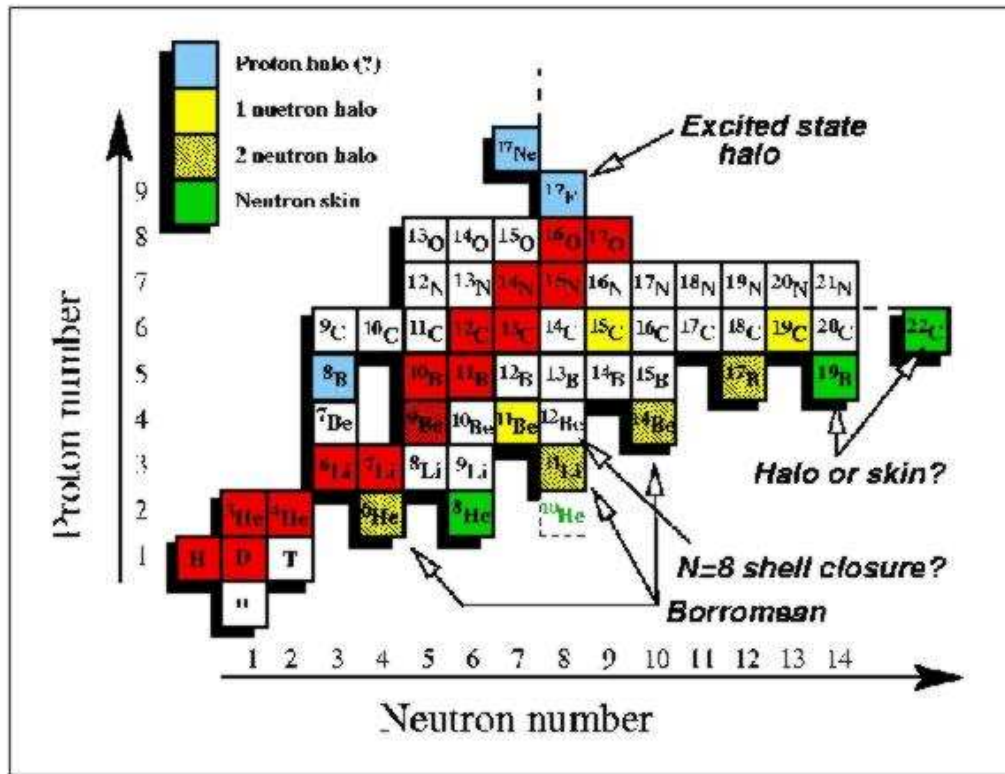 Proton halo (?)
1 nuetron halo
2 neutron halo
Neutron skin
Excited state
halo
17Ne
9 17F
8 13O 14O 15O 16O 17O
7 12N 13N 14N 15N 16N 17N 18N 19N 20N 21N
6 9C 10C 11C 12C 13C 14C 15C 16C 17C 18C 19C 20C 22C
5 8B 10B 11B 12B 13B 14B 15B 17B 19B
4 7Be 9Be 10Be 11Be 12Be 14Be
3 6Li 7Li 8Li 9Li 11Li
2 3He 4He 6He 8He 10He
1 H D T
n
Halo or skin?
N=8 shell closure?
Borromean
Proton number
1 2 3 4 5 6 7 8 9 10 11 12 13 14
Neutron number